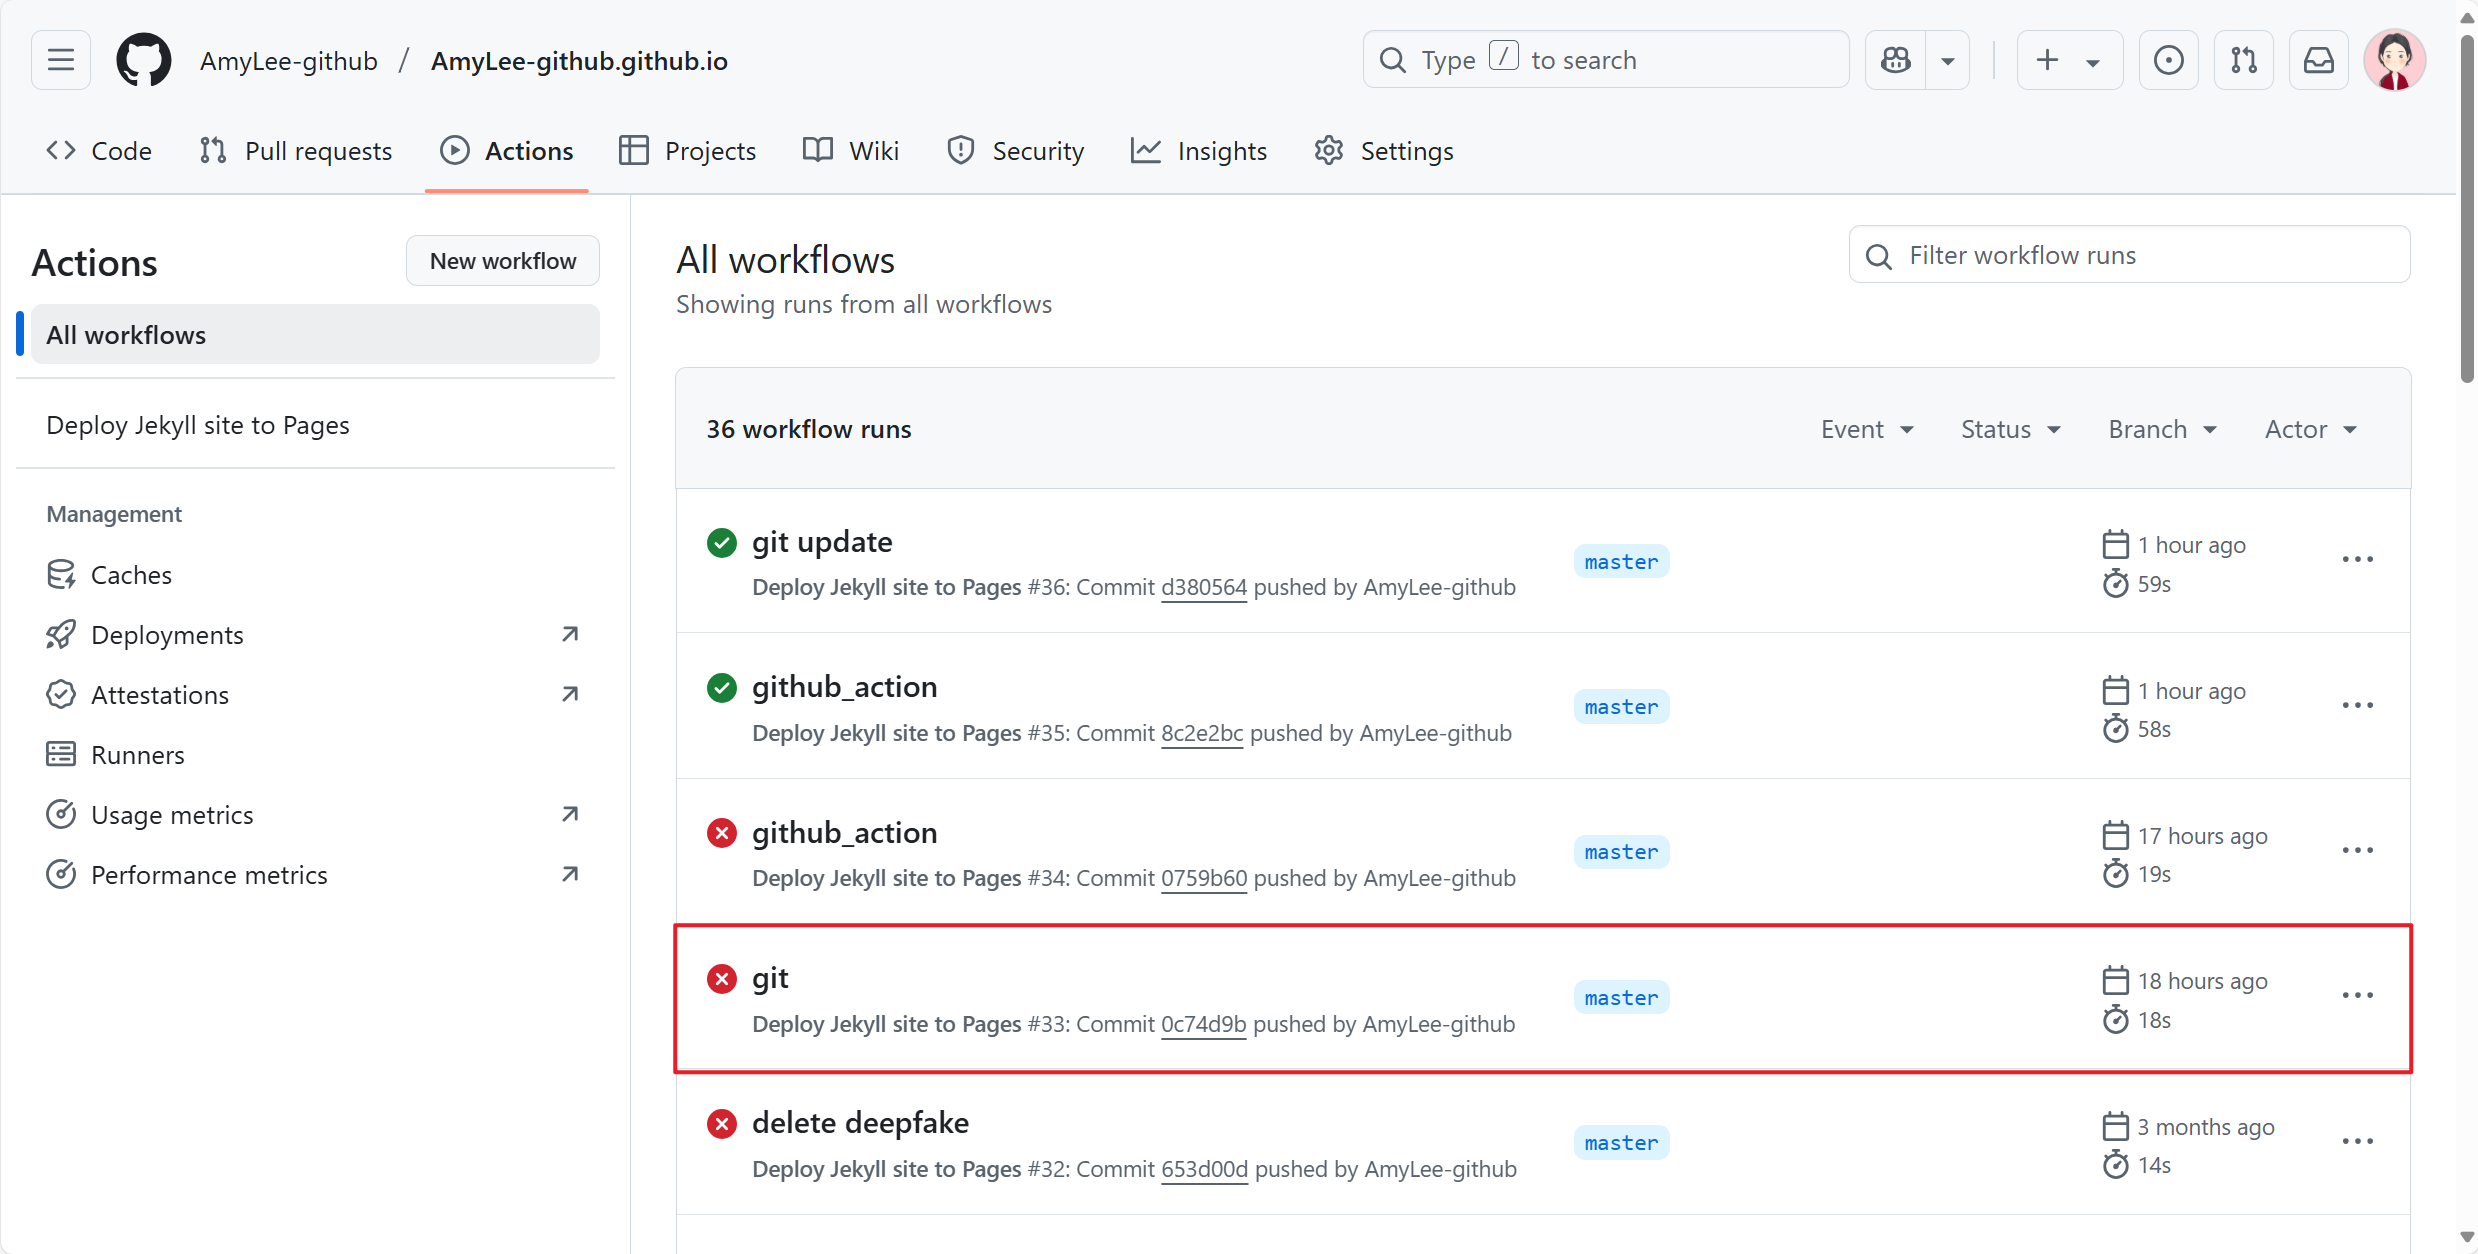 AmyLee-github / AmyLee-github.github.io
Type / to search
Code
Pull requests
Actions
Projects
Wiki
Security
Insights
Settings
Actions
New workflow
All workflows
Deploy Jekyll site to Pages
Management
Caches
Deployments
Attestations
Runners
Usage metrics
Performance metrics
All workflows
Showing runs from all workflows
Filter workflow runs
36 workflow runs
Event
Status
Branch
Actor
git update
Deploy Jekyll site to Pages #36: Commit d380564 pushed by AmyLee-github
master
1 hour ago
59s
github_action
Deploy Jekyll site to Pages #35: Commit 8c2e2bc pushed by AmyLee-github
master
1 hour ago
58s
github_action
Deploy Jekyll site to Pages #34: Commit 0759b60 pushed by AmyLee-github
master
17 hours ago
19s
git
Deploy Jekyll site to Pages #33: Commit 0c74d9b pushed by AmyLee-github
master
18 hours ago
18s
delete deepfake
Deploy Jekyll site to Pages #32: Commit 653d00d pushed by AmyLee-github
master
3 months ago
14s